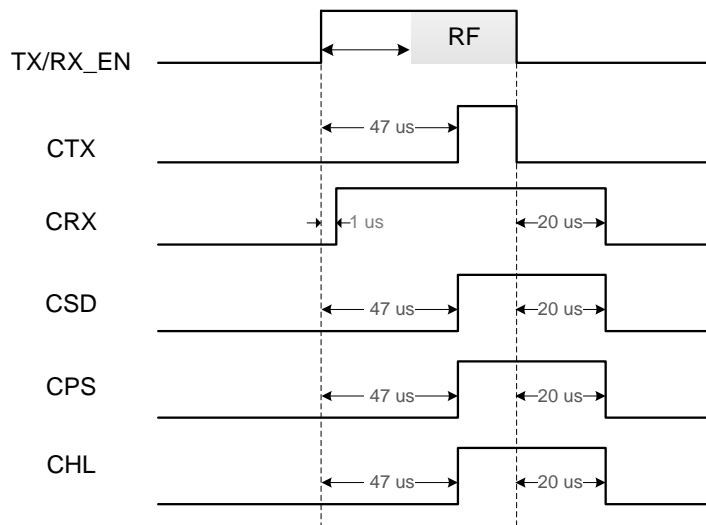 TX/RX_EN
RF
CTX
47 us
CRX
1 us
20 us
CSD
47 us
20 us
CPS
47 us
20 us
CHL
47 us
20 us